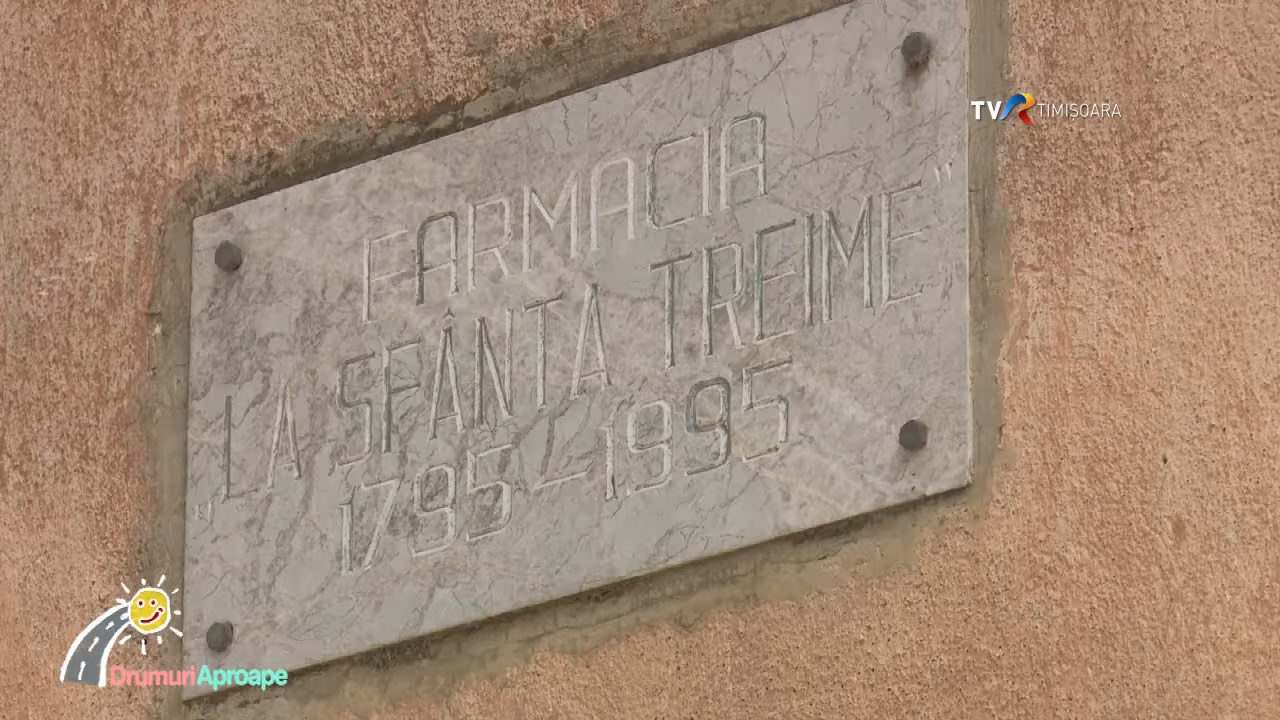 TVR TIMIȘOARA
FARMACIA
„LA SFÂNTA TREIME”
1795-1995
DrumuriAproape